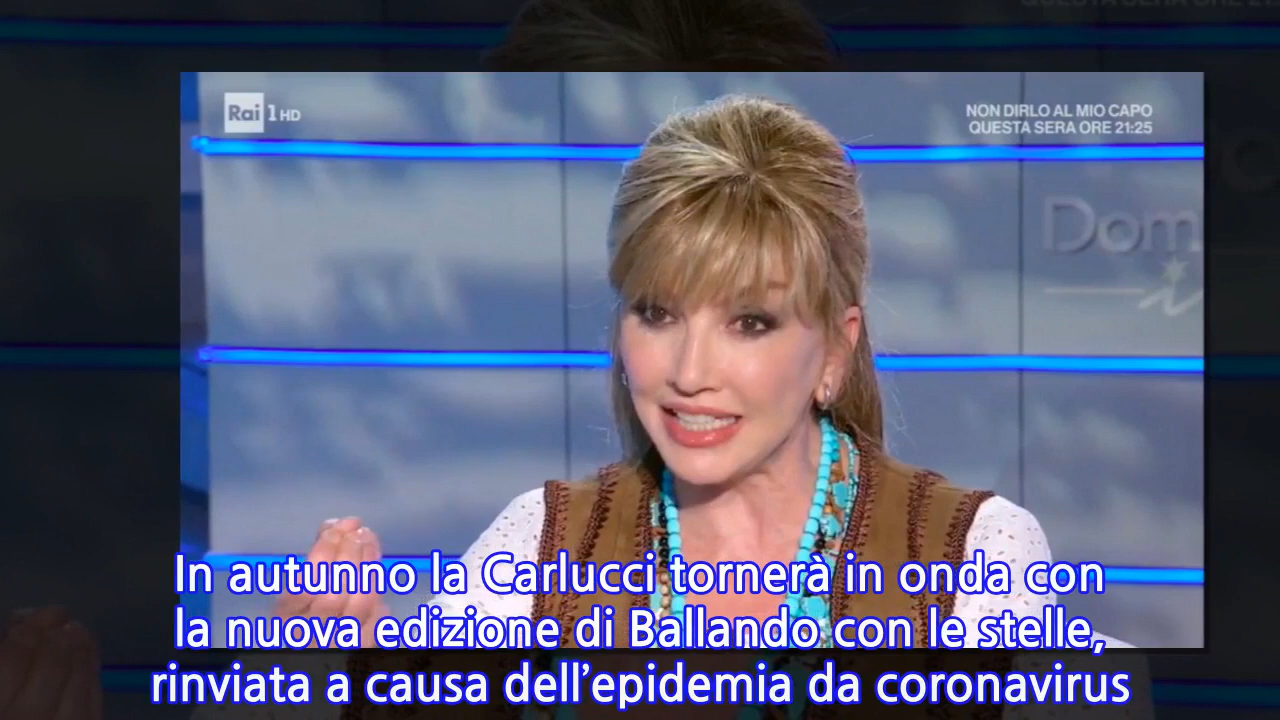 Rai 1 HD
NON DIRLO AL MIO CAPO
QUESTA SERA ORE 21:25
Dom
in
In autunno la Carlucci tornerà in onda con
la nuova edizione di Ballando con le stelle,
rinviata a causa dell'epidemia da coronavirus